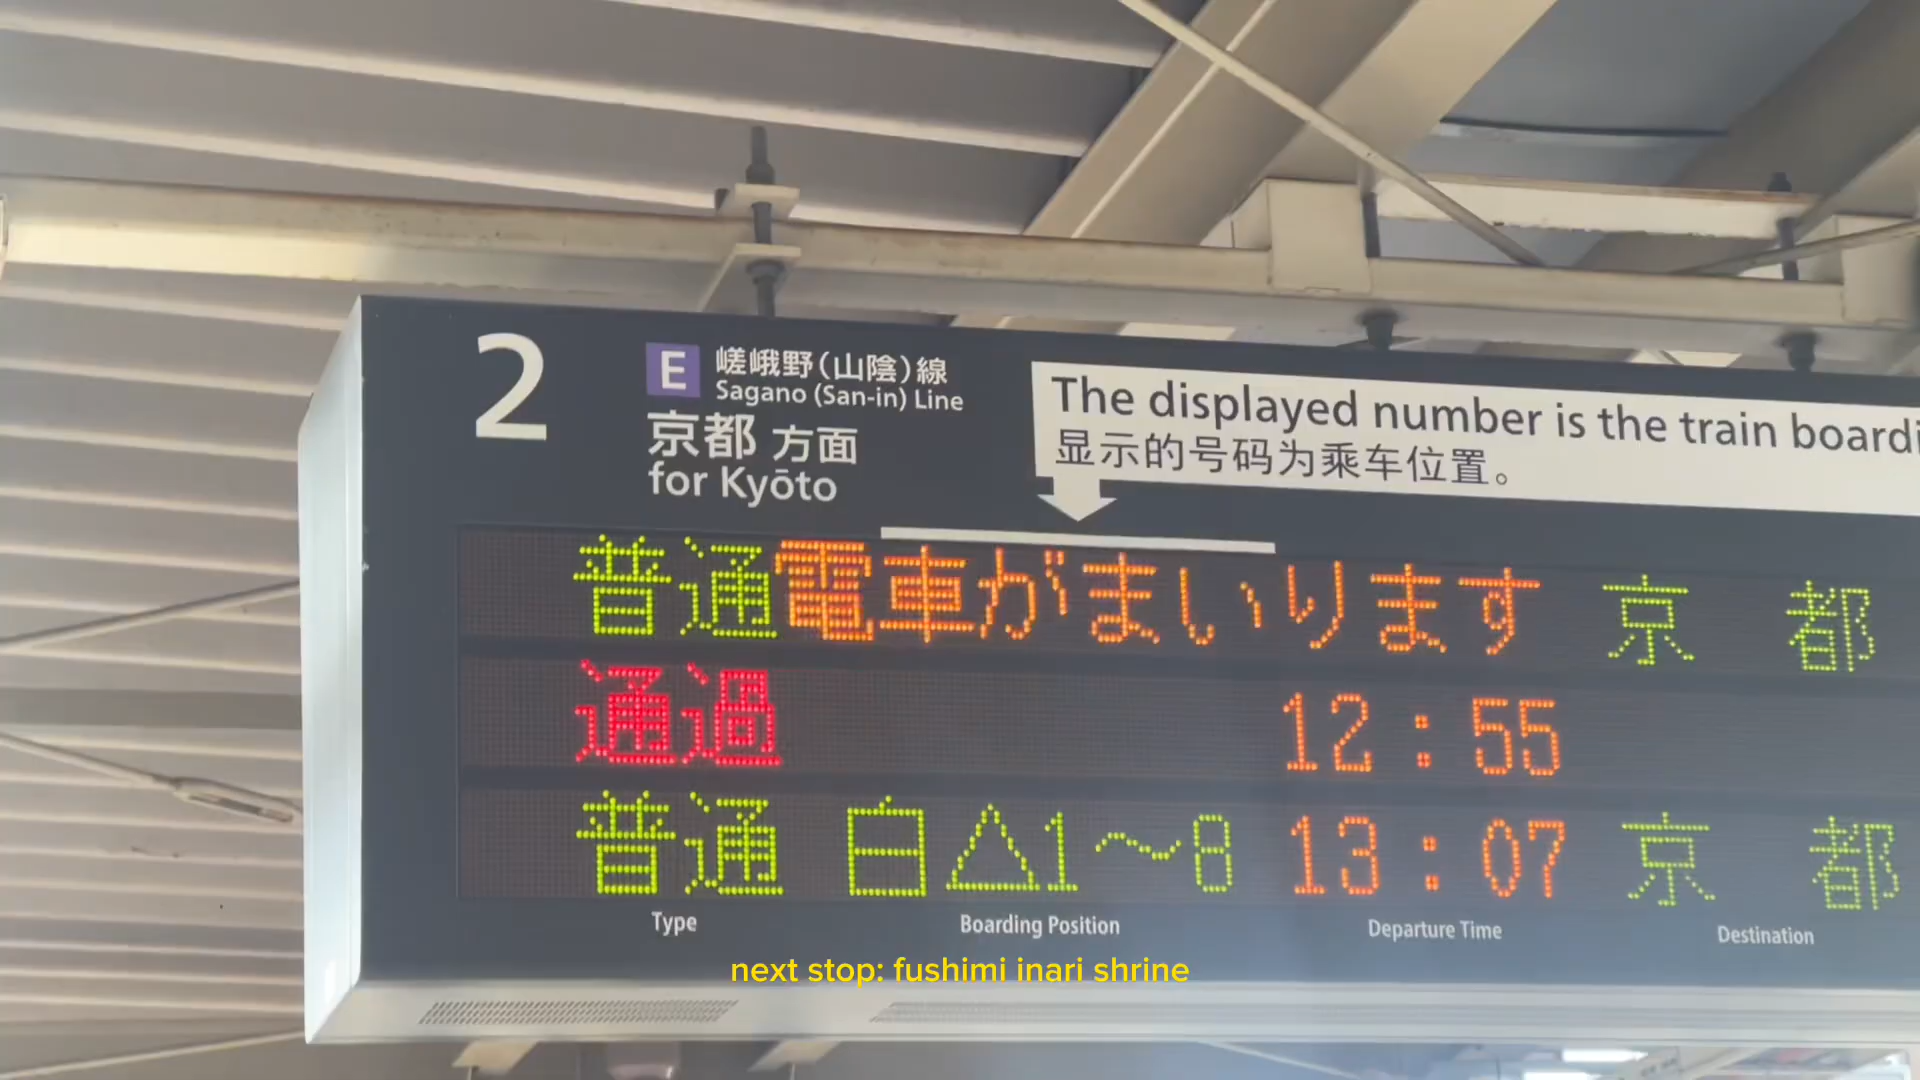 2
E 嵯峨野(山陰)線
Sagano (San-in) Line
京都 方面
for Kyōto
The displayed number is the train boardi
显示的号码为乘车位置。
普通電車がまいります 京都
通過 12:55
普通 白△1～8 13:07 京都
Type Boarding Position Departure Time Destination
next stop: fushimi inari shrine